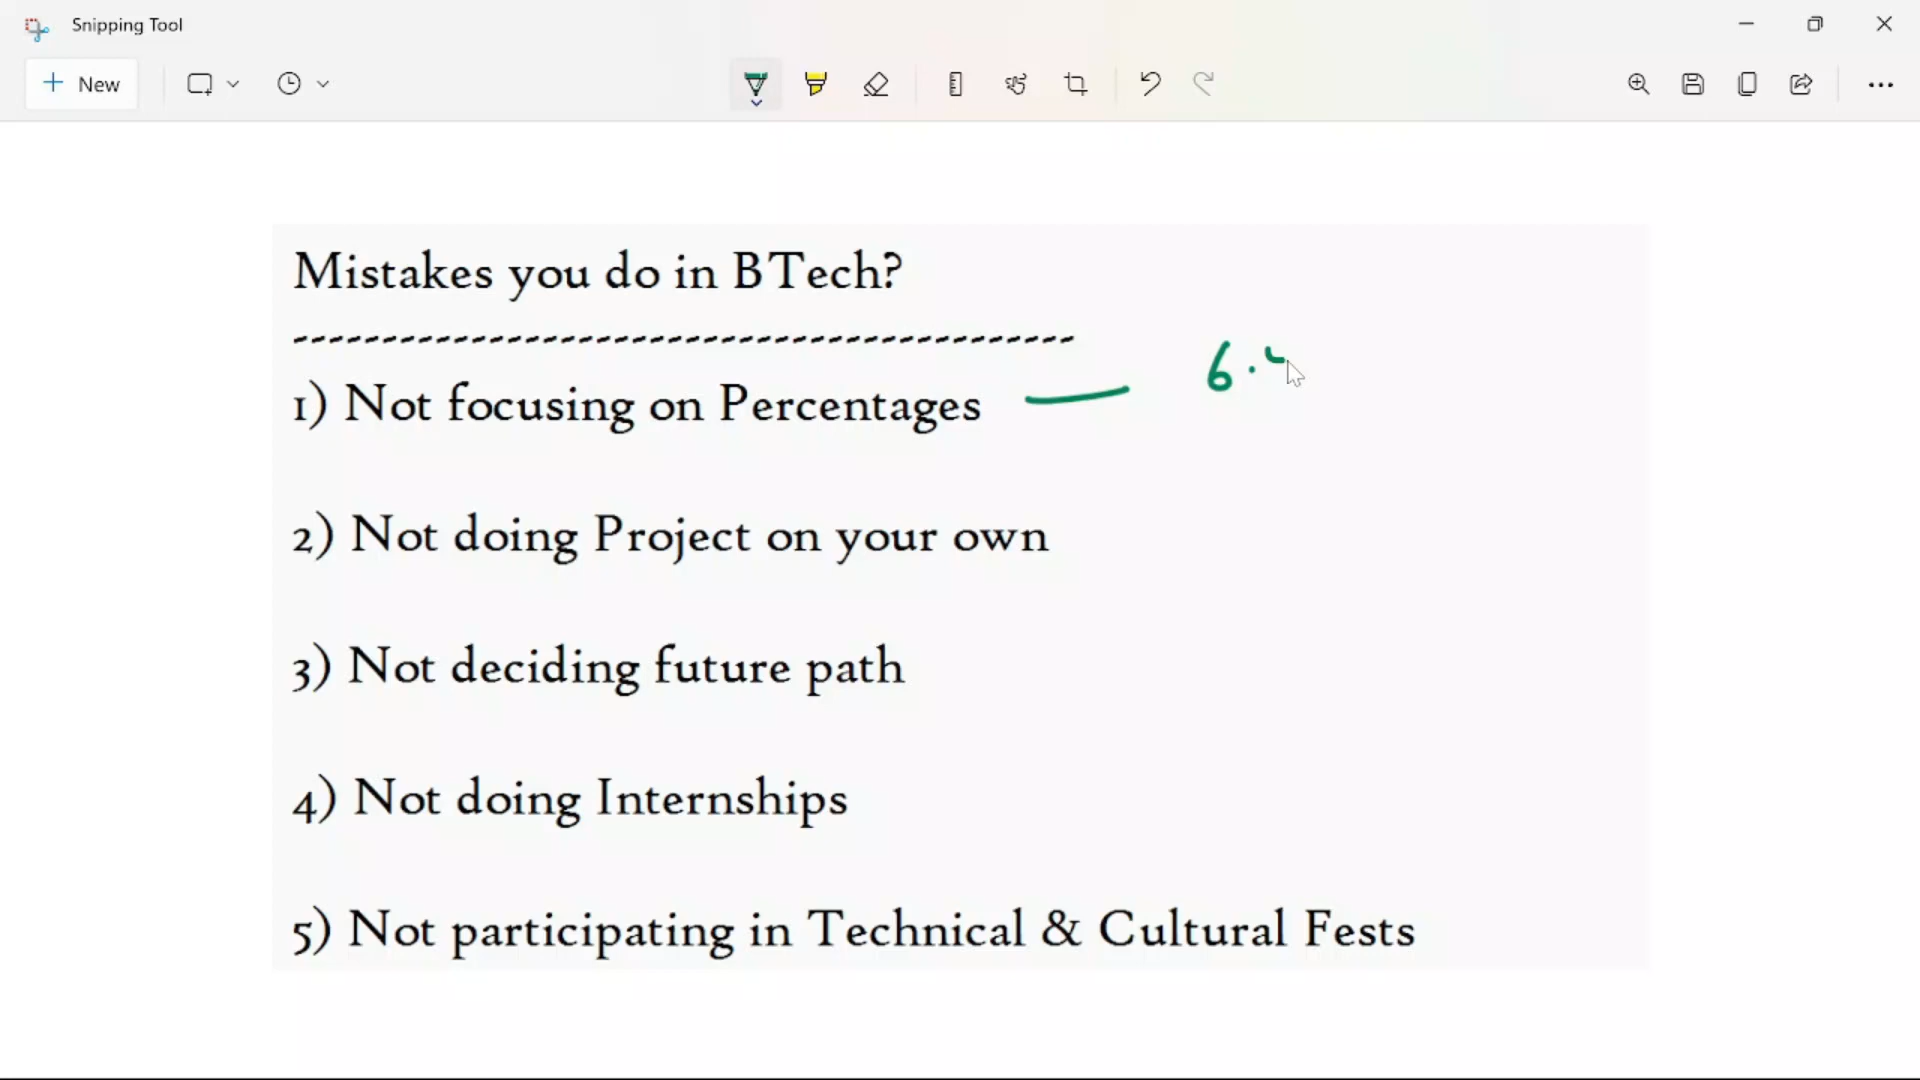 Snipping Tool
New
Mistakes you do in BTech?
--------------------------------------------
1) Not focusing on Percentages — 6.
2) Not doing Project on your own
3) Not deciding future path
4) Not doing Internships
5) Not participating in Technical & Cultural Fests